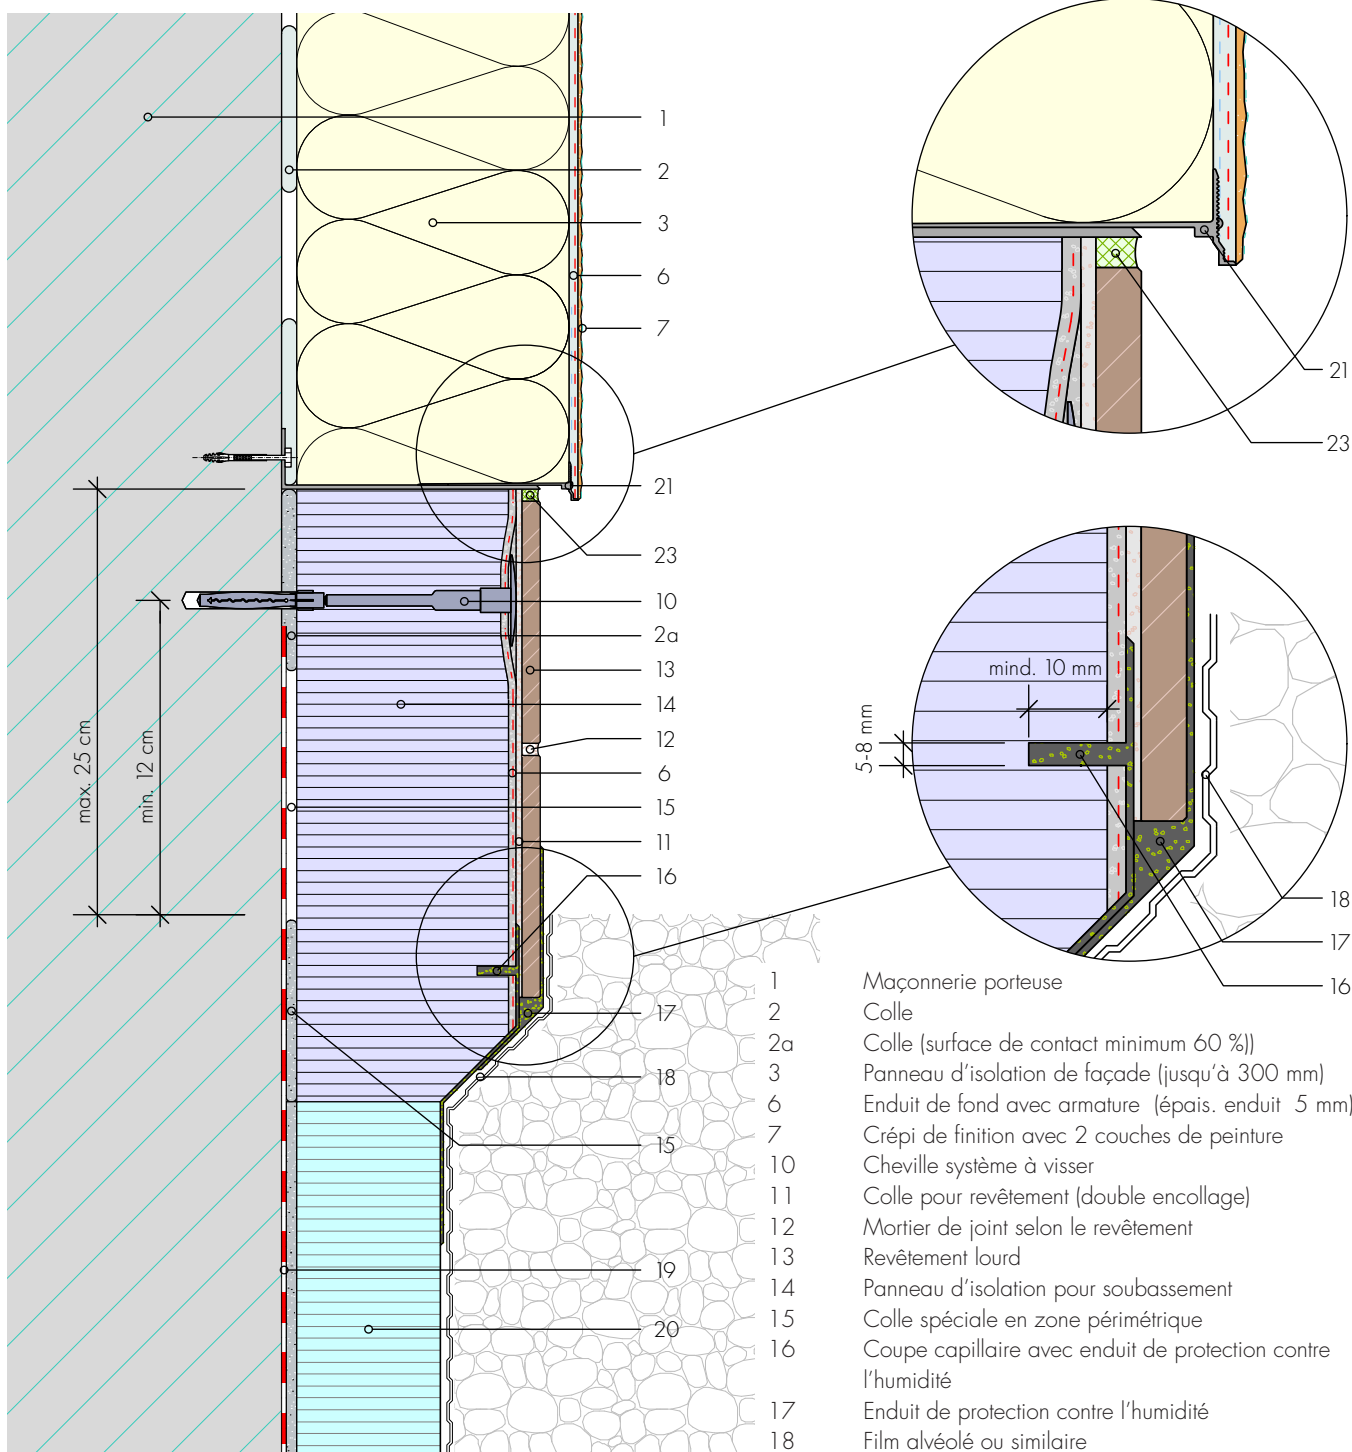 1
2
3
6
7
21
23
10
2a
13
14
12
6
15
11
16
17
18
15
19
20
max. 25 cm
min. 12 cm
21
23
mind. 10 mm
5-8 mm
18
17
16
1 Maçonnerie porteuse
2 Colle
2a Colle (surface de contact minimum 60 %))
3 Panneau d’isolation de façade (jusqu‘à 300 mm)
6 Enduit de fond avec armature (épais. enduit 5 mm)
7 Crépi de finition avec 2 couches de peinture
10 Cheville système à visser
11 Colle pour revêtement (double encollage)
12 Mortier de joint selon le revêtement
13 Revêtement lourd
14 Panneau d’isolation pour soubassement
15 Colle spéciale en zone périmétrique
16 Coupe capillaire avec enduit de protection contre
l’humidité
17 Enduit de protection contre l’humidité
18 Film alvéolé ou similaire